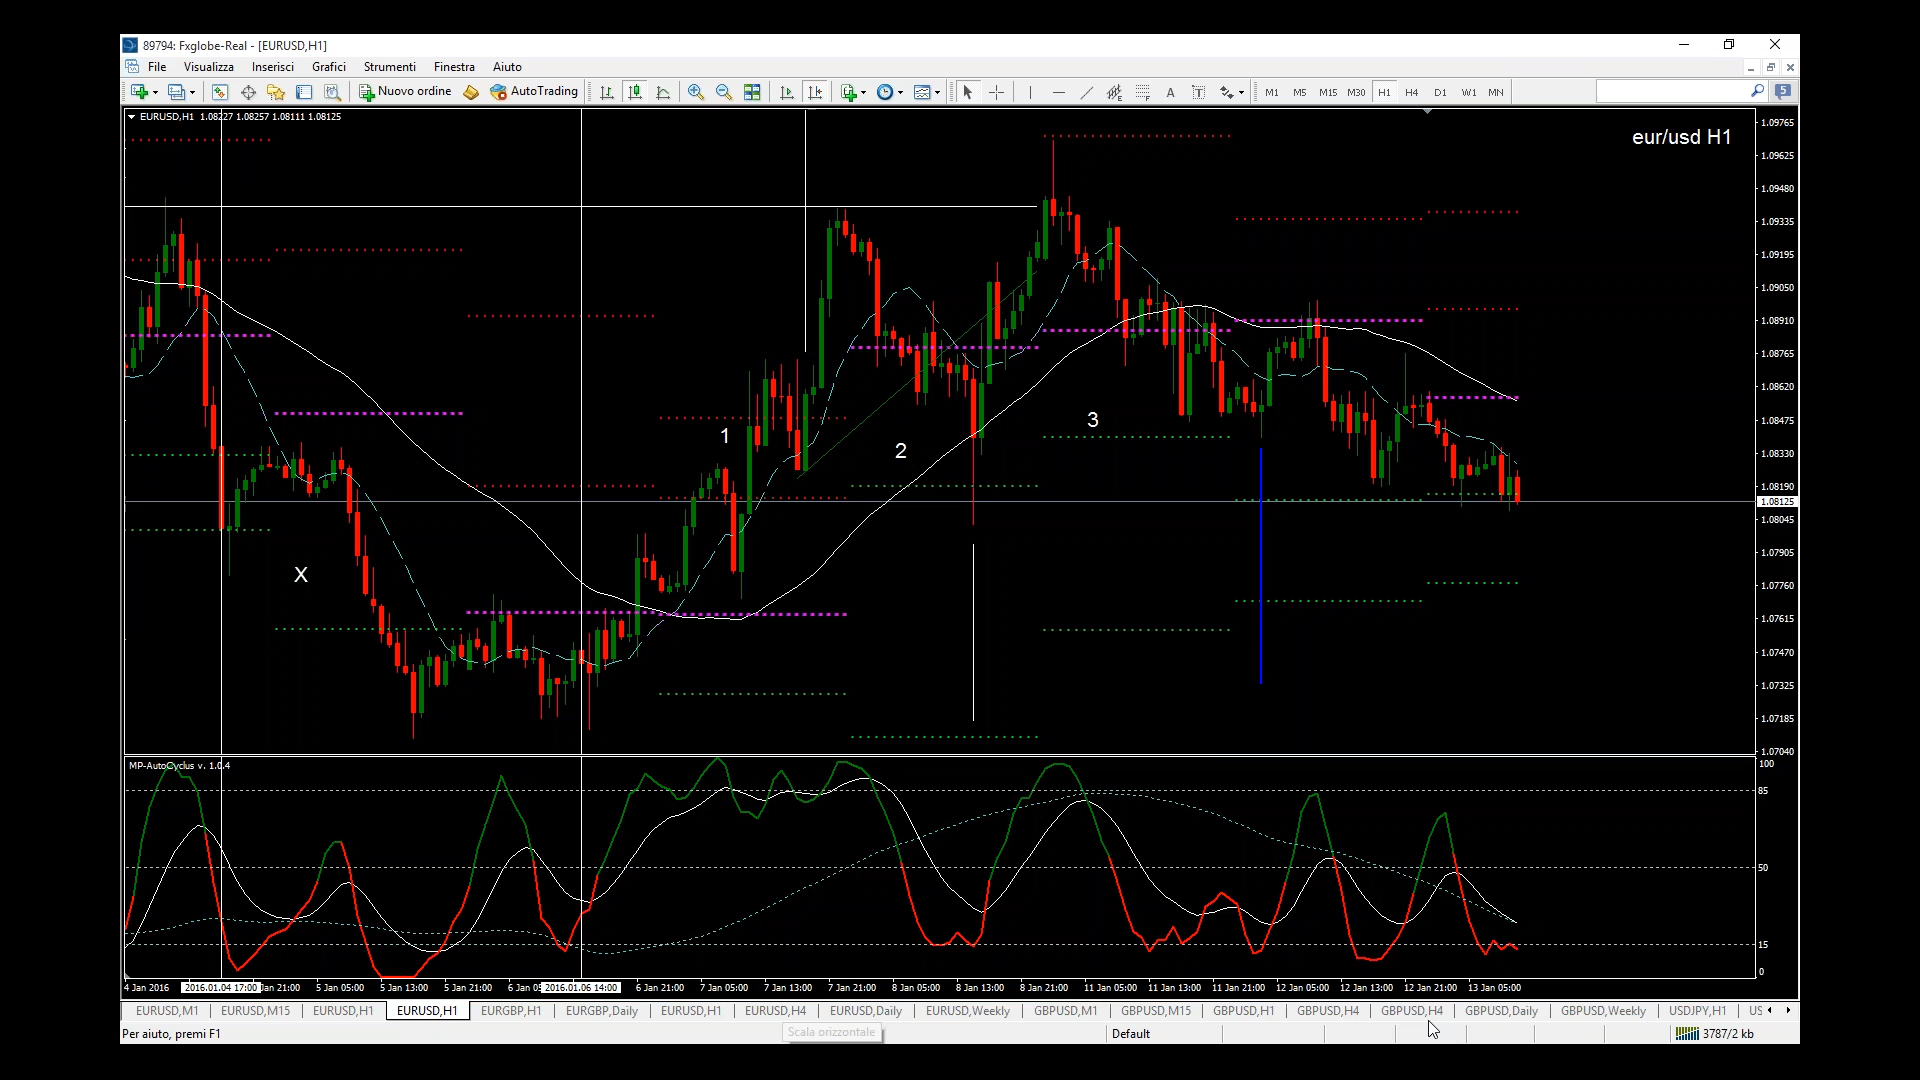 89794: Fxglobe-Real - [EURUSD,H1]
File Visualizza Inserisci Grafici Strumenti Finestra Aiuto
Nuovo ordine AutoTrading A T M1 M5 M15 M30 H1 H4 D1 W1 MN 5
EURUSD,H1 1.08227 1.08257 1.08111 1.08125
eur/usd H1
1.09765
1.09625
1.09480
1.09335
1.09195
1.09050
1.08910
1.08765
1.08620
1.08475
1.08330
1.08190
1.08125
1.08045
1.07905
1.07760
1.07615
1.07470
1.07325
1.07185
1.07040
1
2
3
X
MP-AutoCyclus v. 1.0.4
100
85
50
15
0
4 Jan 2016 2016.01.04 17:00 Jan 21:00 5 Jan 05:00 5 Jan 13:00 5 Jan 21:00 6 Jan 0 2016.01.06 14:00 6 Jan 21:00 7 Jan 05:00 7 Jan 13:00 7 Jan 21:00 8 Jan 05:00 8 Jan 13:00 8 Jan 21:00 11 Jan 05:00 11 Jan 13:00 11 Jan 21:00 12 Jan 05:00 12 Jan 13:00 12 Jan 21:00 13 Jan 05:00
EURUSD,M1 EURUSD,M15 EURUSD,H1 EURUSD,H1 EURGBP,H1 EURGBP,Daily EURUSD,H1 EURUSD,H4 EURUSD,Daily EURUSD,Weekly GBPUSD,M1 GBPUSD,M15 GBPUSD,H1 GBPUSD,H4 GBPUSD,H4 GBPUSD,Daily GBPUSD,Weekly USDJPY,H1 US
Per aiuto, premi F1 Scala orizzontale Default 3787/2 kb